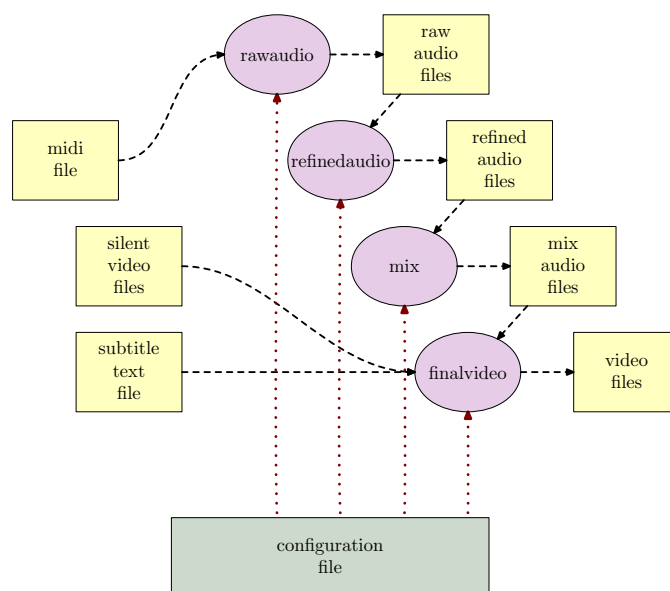 rawaudio
raw
audio
files
midi
file
refinedaudio
refined
audio
files
silent
video
files
mix
mix
audio
files
subtitle
text
file
finalvideo
video
files
configuration
file